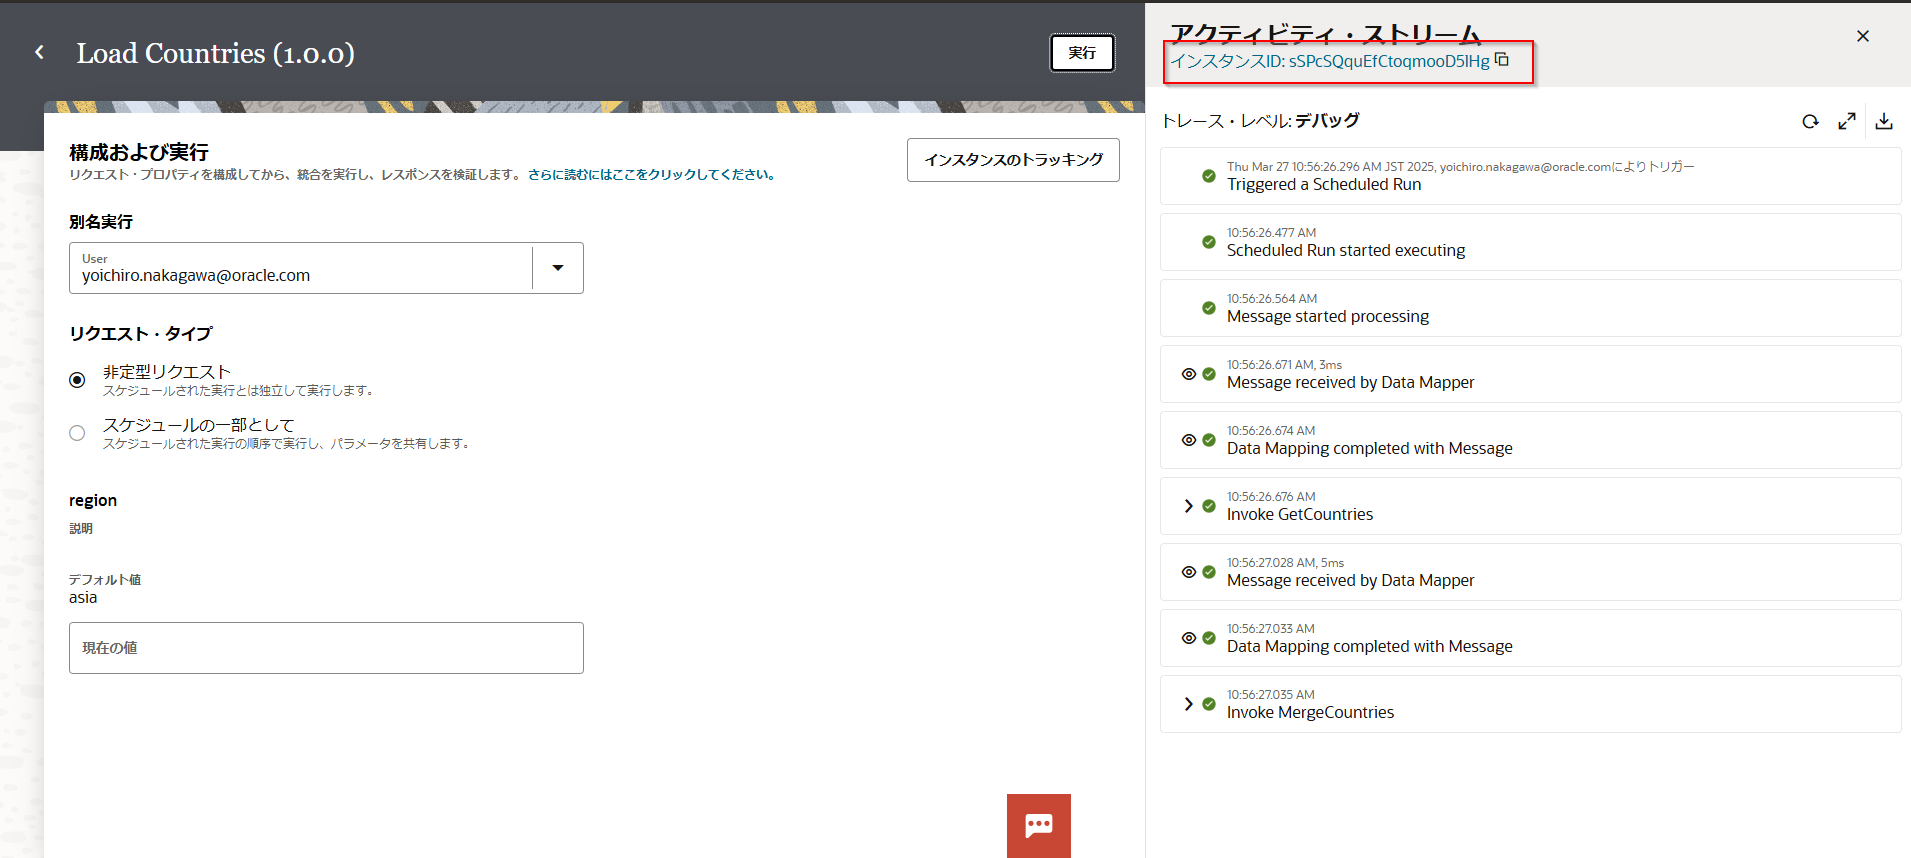 Load Countries (1.0.0)
実行
構成および実行
リクエスト・プロパティを構成してから、統合を実行し、レスポンスを検証します。 さらに読むにはここをクリックしてください。
インスタンスのトラッキング
別名実行
User
yoichiro.nakagawa@oracle.com
リクエスト・タイプ
非定型リクエスト
スケジュールされた実行とは独立して実行します。
スケジュールの一部として
スケジュールされた実行の順序で実行し、パラメータを共有します。
region
説明
デフォルト値
asia
現在の値
アクティビティ・ストリーム
インスタンスID: sSPcSQquEfCtoqmooD5lHg
トレース・レベル: デバッグ
Thu Mar 27 10:56:26.296 AM JST 2025, yoichiro.nakagawa@oracle.comによりトリガー
Triggered a Scheduled Run
10:56:26.477 AM
Scheduled Run started executing
10:56:26.564 AM
Message started processing
10:56:26.671 AM, 3ms
Message received by Data Mapper
10:56:26.674 AM
Data Mapping completed with Message
10:56:26.676 AM
Invoke GetCountries
10:56:27.028 AM, 5ms
Message received by Data Mapper
10:56:27.033 AM
Data Mapping completed with Message
10:56:27.035 AM
Invoke MergeCountries